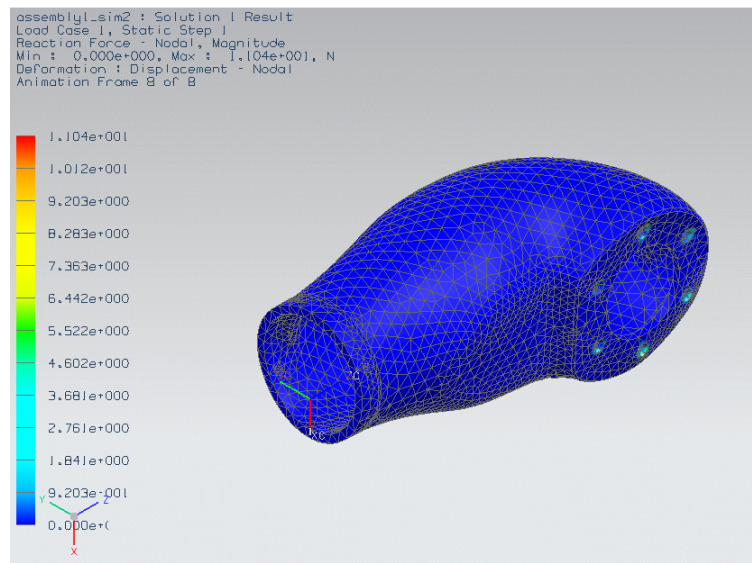 assembly1_sim2 : Solution 1 Result
Load Case 1, Static Step 1
Reaction Force - Nodal, Magnitude
Min : 0.000e+000, Max : 1.104e+001, N
Deformation : Displacement - Nodal
Animation Frame 8 of 8
1.104e+001
1.012e+001
9.203e+000
8.283e+000
7.363e+000
6.442e+000
5.522e+000
4.602e+000
3.681e+000
2.761e+000
1.841e+000
9.203e-001
0.000e+(
Y
Z
X
XC